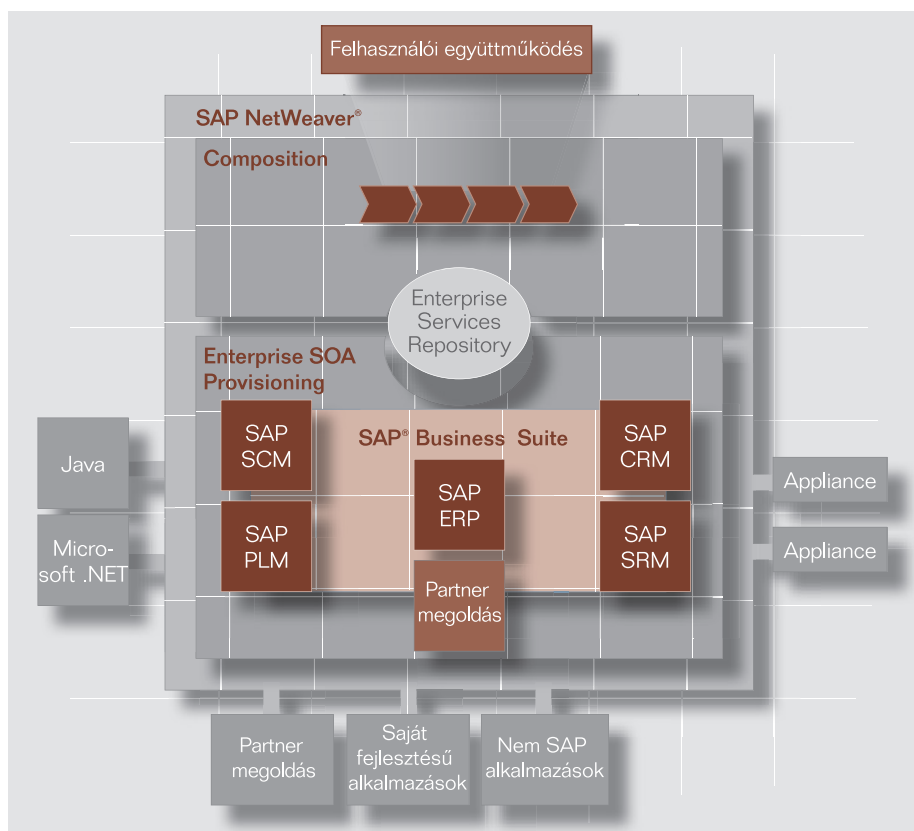 Felhasználói együttműködés
SAP NetWeaver®
Composition
Enterprise
Services
Repository
Enterprise SOA
Provisioning
SAP
SCM
SAP® Business Suite
SAP
CRM
SAP
ERP
SAP
PLM
SAP
SRM
Partner
megoldás
Java
Micro-
soft .NET
Appliance
Appliance
Partner
megoldás
Saját
fejlesztésű
alkalmazások
Nem SAP
alkalmazások